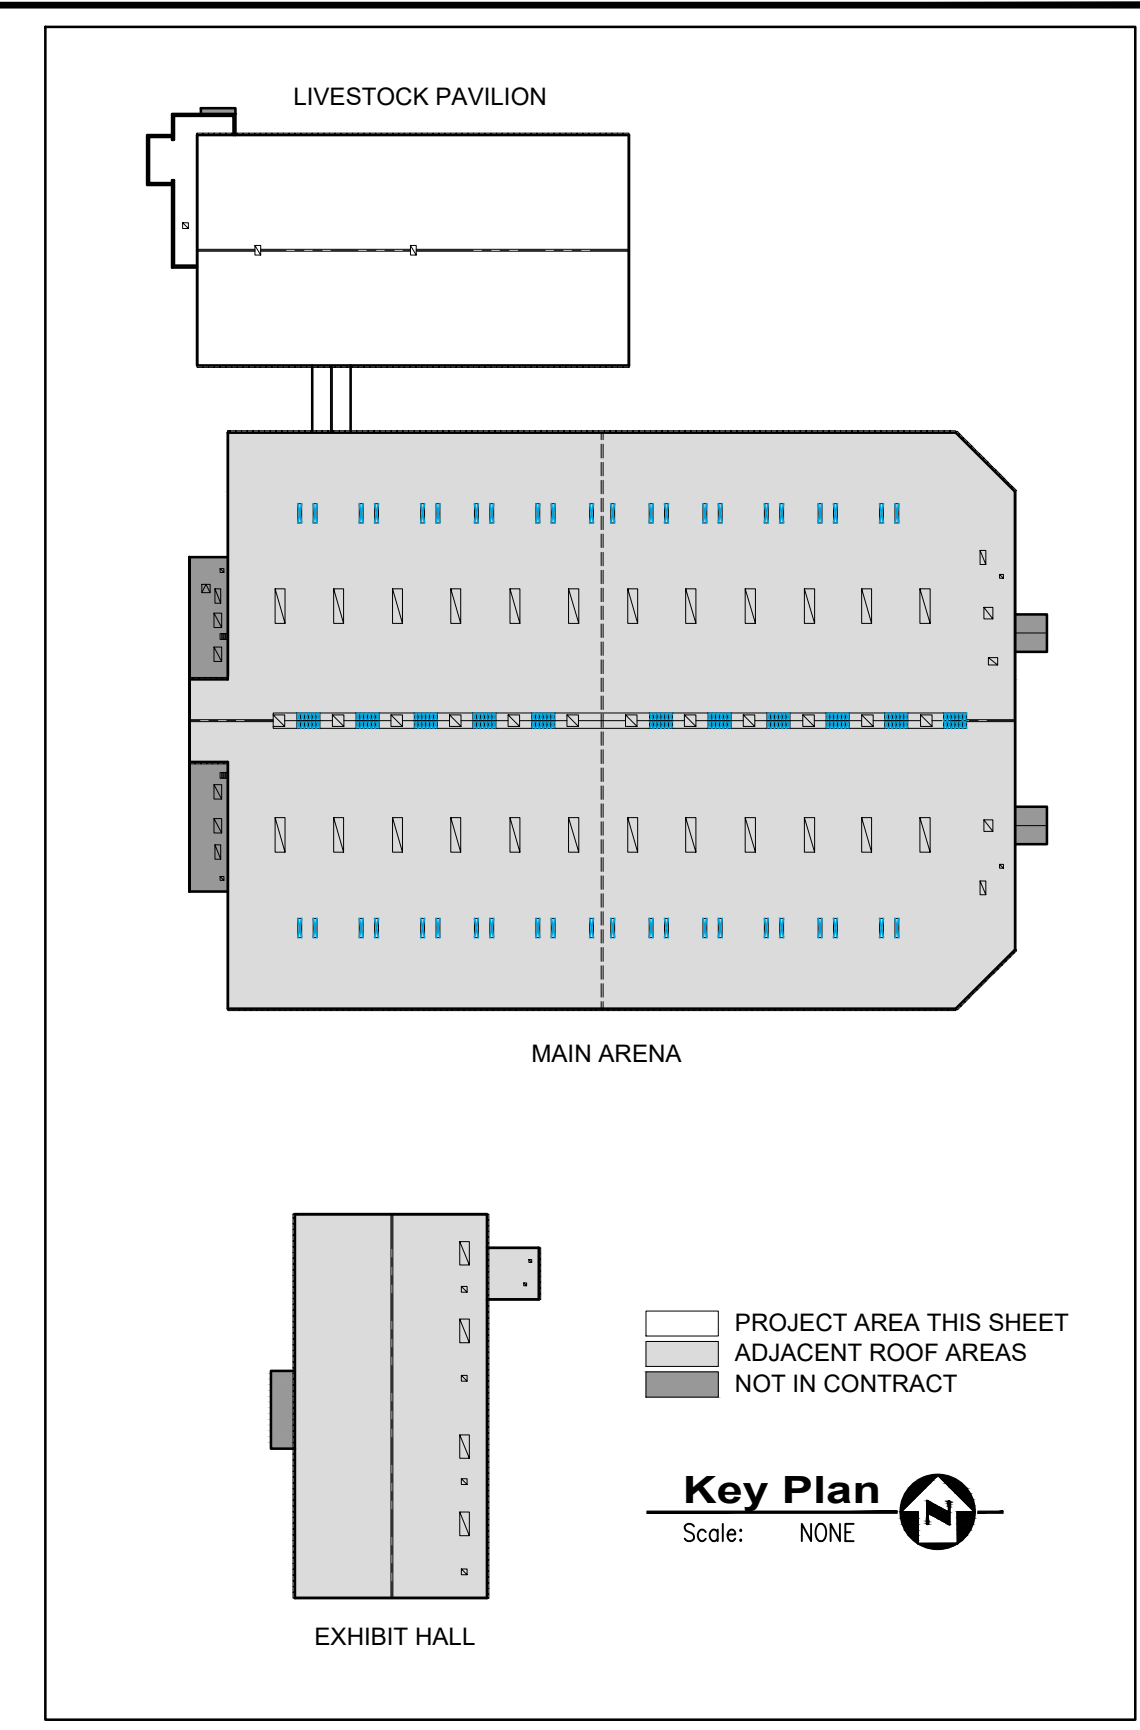 LIVESTOCK PAVILION
MAIN ARENA
PROJECT AREA THIS SHEET
ADJACENT ROOF AREAS
NOT IN CONTRACT
Key Plan
N
Scale: NONE
EXHIBIT HALL